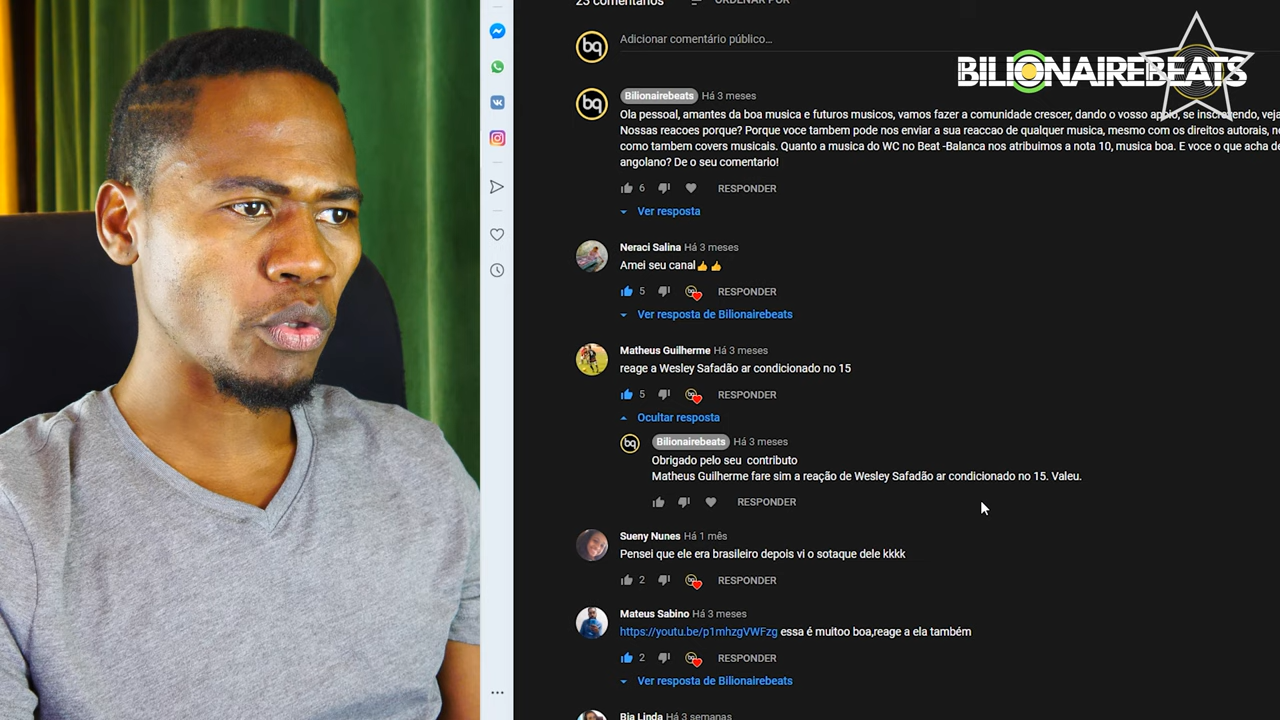 23 comentários
ORDENAR POR
bq
Adicionar comentário público...
BILIONAIREBEATS
bq
Bilionairebeats Há 3 meses
Ola pessoal, amantes da boa musica e futuros musicos, vamos fazer a comunidade crescer, dando o vosso apoio, se inscrevendo, veja
Nossas reacoes porque? Porque voce tambem pode nos enviar a sua reaccao de qualquer musica, mesmo com os direitos autorais,
como tambem covers musicais. Quanto a musica do WC no Beat -Balanca nos atribuimos a nota 10, musica boa. E voce o que acha
angolano? De o seu comentario!
6 RESPONDER
Ver resposta
Neraci Salina Há 3 meses
Amei seu canal👍👍
5 RESPONDER
Ver resposta de Bilionairebeats
Matheus Guilherme Há 3 meses
reage a Wesley Safadão ar condicionado no 15
5 RESPONDER
Ocultar resposta
bq
Bilionairebeats Há 3 meses
Obrigado pelo seu contributo
Matheus Guilherme fare sim a reação de Wesley Safadão ar condicionado no 15. Valeu.
RESPONDER
Sueny Nunes Há 1 mês
Pensei que ele era brasileiro depois vi o sotaque dele kkkk
2 RESPONDER
Mateus Sabino Há 3 meses
https://youtu.be/p1mhzgVWFzg essa é muitoo boa,reage a ela também
2 RESPONDER
Ver resposta de Bilionairebeats
Bia Linda Há 3 semanas